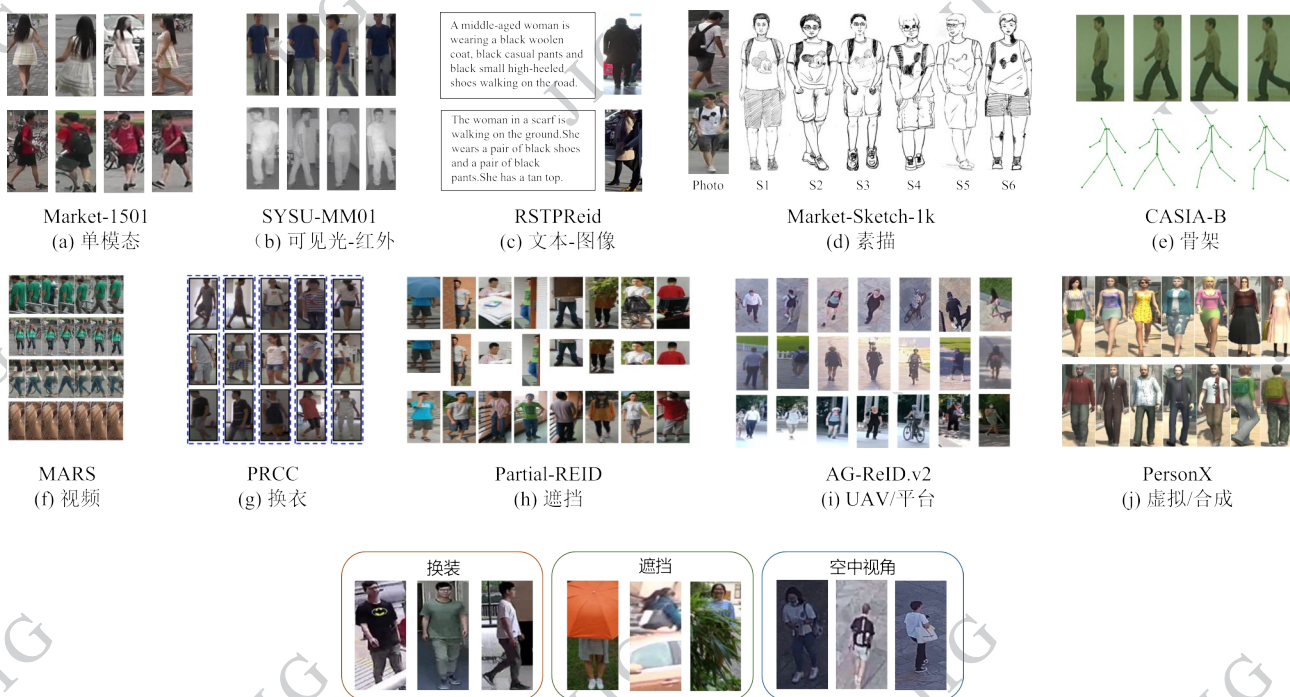 A middle-aged woman is
wearing a black woolen
coat, black casual pants and
black small high-heeled
shoes walking on the road.
The woman in a scarf is
walking on the ground.She
wears a pair of black shoes
and a pair of black
pants.She has a tan top.
Photo S1 S2 S3 S4 S5 S6
Market-1501 SYSU-MM01 RSTPReid Market-Sketch-1k CASIA-B
(a) 单模态 （b) 可见光-红外 (c) 文本-图像 (d) 素描 (e) 骨架
MARS PRCC Partial-REID AG-ReID.v2 PersonX
(f) 视频 (g) 换衣 (h) 遮挡 (i) UAV/平台 (j) 虚拟/合成
换装 遮挡 空中视角